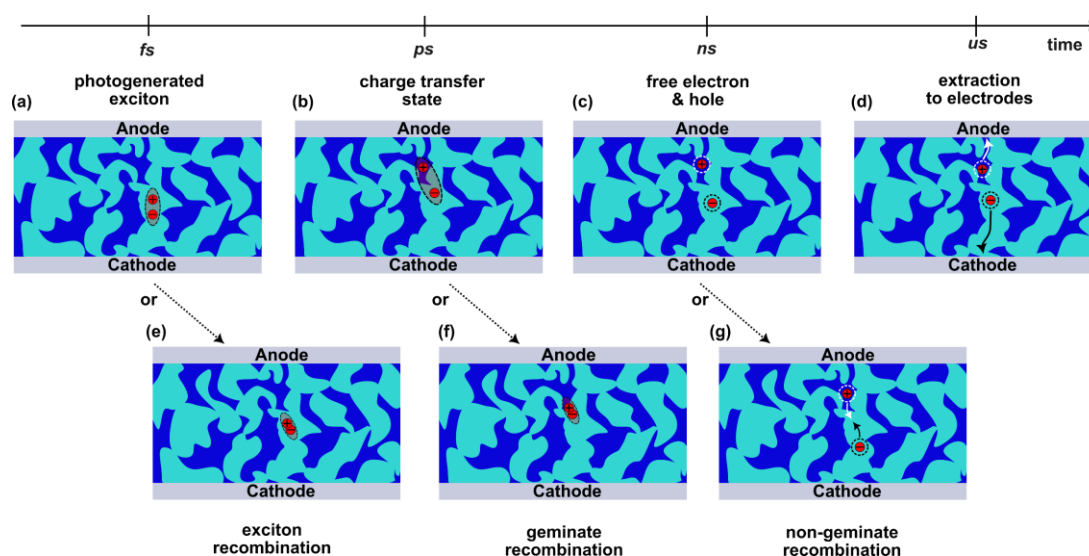 fs ps ns us time
photogenerated
exciton
charge transfer
state
free electron
& hole
extraction
to electrodes
(a) (b) (c) (d)
Anode Anode Anode Anode
+ + + +
− − − −
Cathode Cathode Cathode Cathode
or or or
(e) (f) (g)
Anode Anode Anode
+ + +
− − −
Cathode Cathode Cathode
exciton
recombination
geminate
recombination
non-geminate
recombination